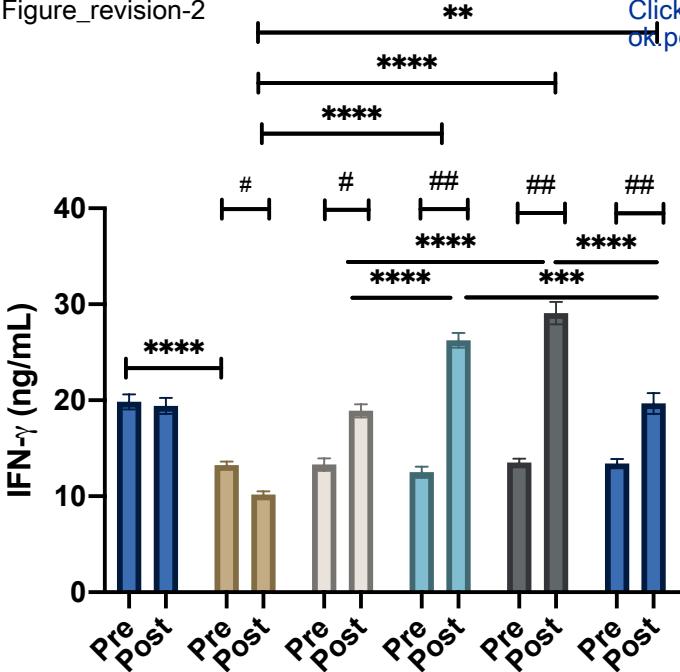 Figure_revision-2
Click
ok.pe
**
****
****
# # ## ## ##
40
**** ****
**** ***
30
****
20
10
0
IFN-γ (ng/mL)
Pre Post Pre Post Pre Post Pre Post Pre Post Pre Post